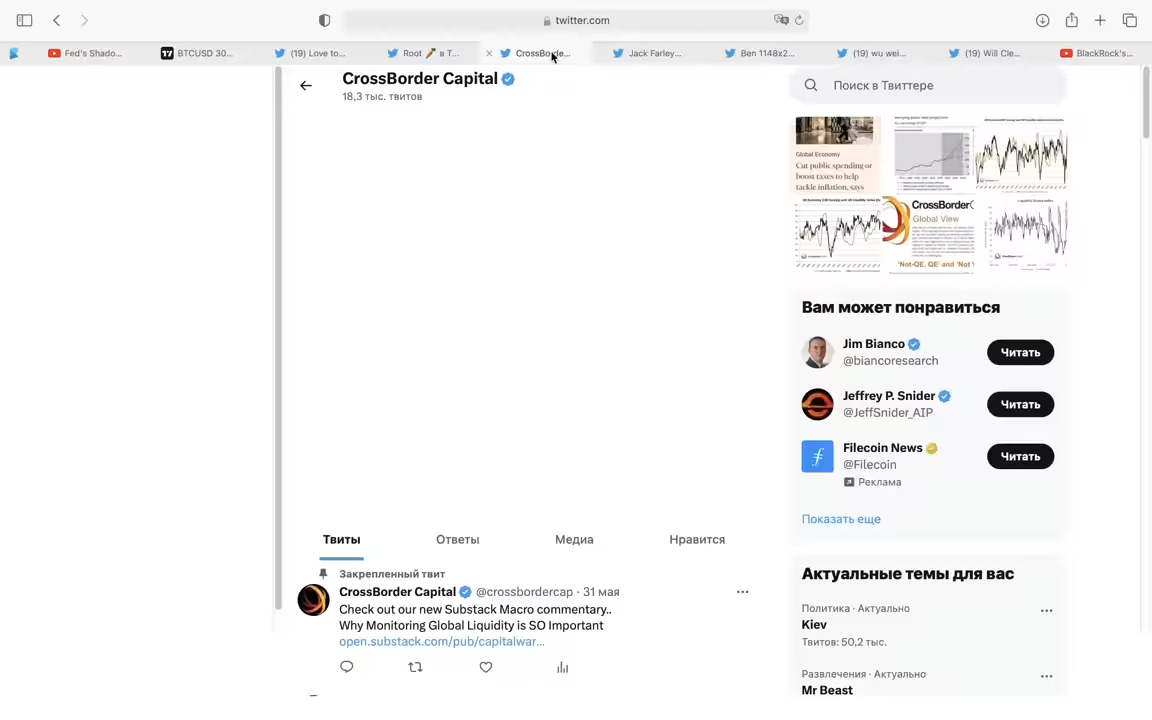 twitter.com
Fed's Shado...
BTCUSD 30...
(19) Love to...
Root 🥕 в T...
CrossBorde...
Jack Farley...
Ben 1148x2...
(19) wu wei...
(19) Will Cle...
BlackRock's...
CrossBorder Capital
18,3 тыс. твитов
Поиск в Твиттере
Global Economy
Cut public spending or
boost taxes to help
tackle inflation, says
CrossBorder
Global View
'Not-QE, QE' and 'Not
Вам может понравиться
Jim Bianco
@biancoresearch
Читать
Jeffrey P. Snider
@JeffSnider_AIP
Читать
Filecoin News
@Filecoin
Реклама
Читать
Показать еще
Твиты
Ответы
Медиа
Нравится
Закрепленный твит
CrossBorder Capital @crossbordercap · 31 мая
Check out our new Substack Macro commentary..
Why Monitoring Global Liquidity is SO Important
open.substack.com/pub/capitalwar...
Актуальные темы для вас
Политика · Актуально
Kiev
Твитов: 50,2 тыс.
Развлечения · Актуально
Mr Beast